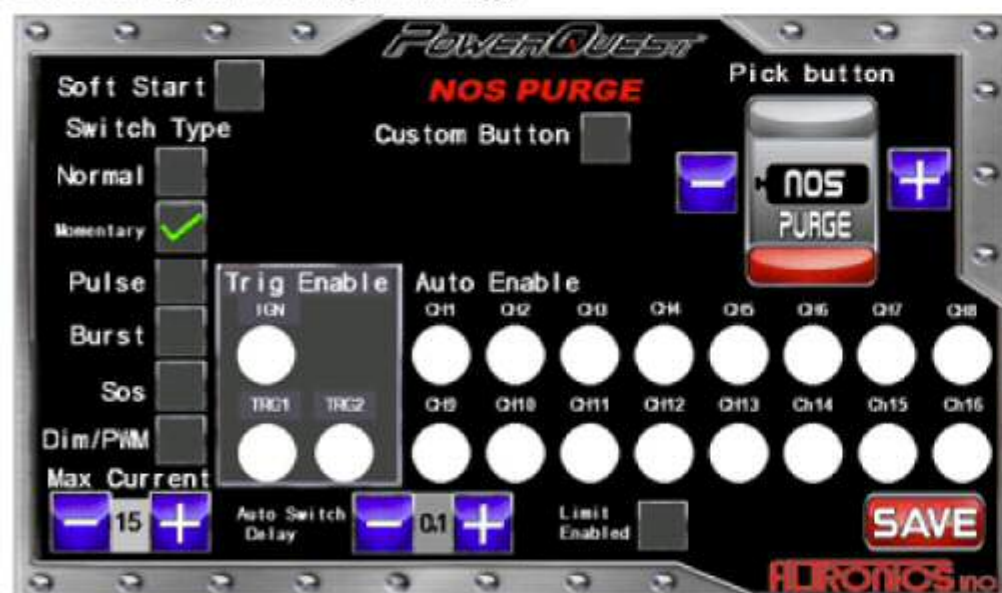 PowerQuest
Soft Start
NOS PURGE
Pick button
Switch Type
Custom Button
Normal
nos
PURGE
Momentary
Pulse
Trig Enable
Auto Enable
IGN
CH1 CH2 CH3 CH4 CH5 CH6 CH7 CH8
Burst
Sos
TRG1 TRG2
CH9 CH10 CH11 CH12 CH13 Ch14 Ch15 Ch16
Dim/PWM
Max Current
- 15 +
Auto Switch
Delay
- 0.1 +
Limit
Enabled
SAVE